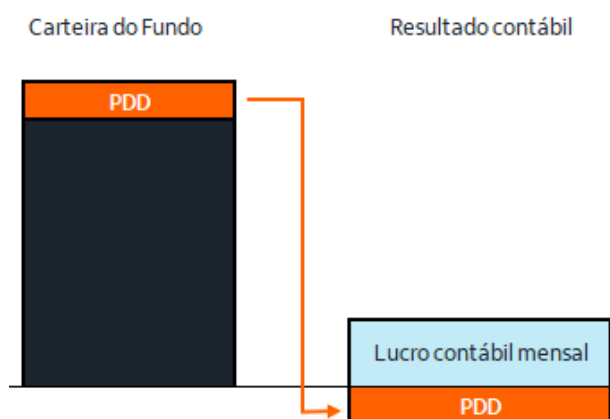 Carteira do Fundo
Resultado contábil
PDD
Lucro contábil mensal
PDD